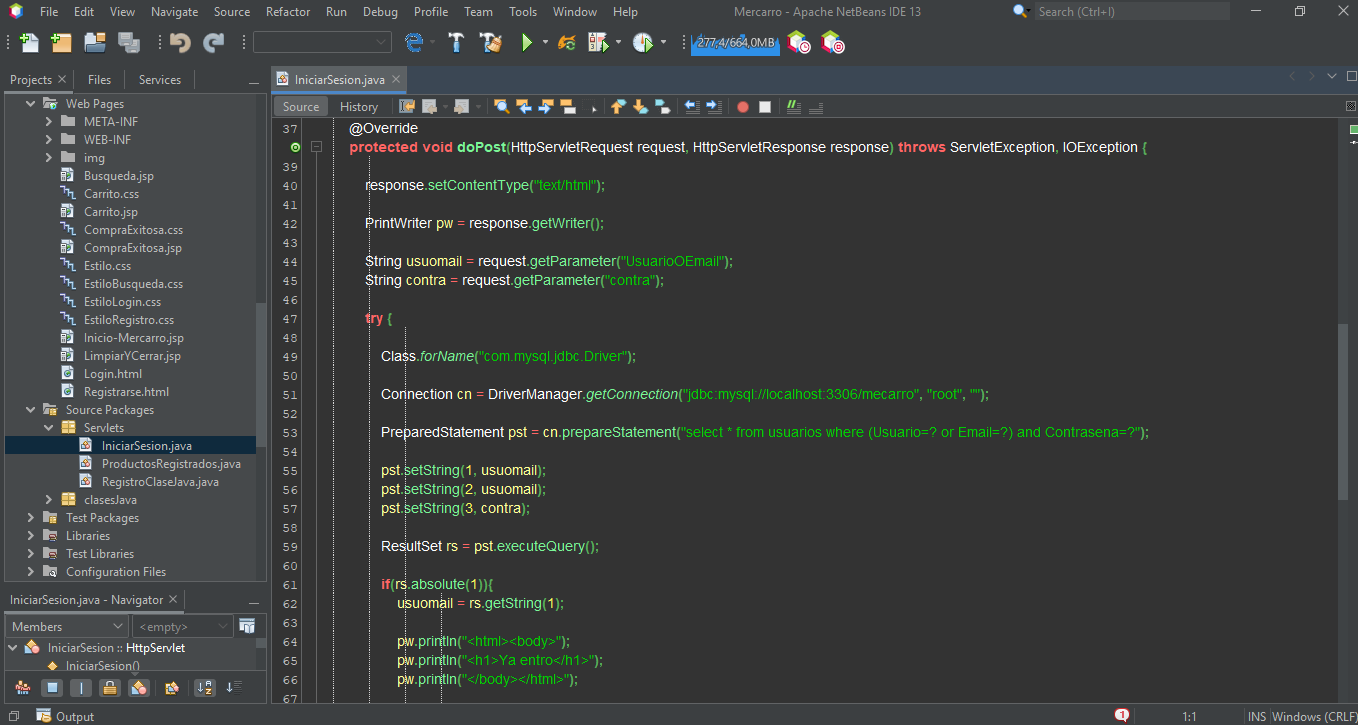 File Edit View Navigate Source Refactor Run Debug Profile Team Tools Window Help Mercarro - Apache NetBeans IDE 13 Search (Ctrl+I)
277,4/664,0MB
Projects Files Services
IniciarSesion.java
Source History
Web Pages
META-INF
WEB-INF
img
Busqueda.jsp
Carrito.css
Carrito.jsp
CompraExitosa.css
CompraExitosa.jsp
Estilo.css
EstiloBusqueda.css
EstiloLogin.css
EstiloRegistro.css
Inicio-Mercarro.jsp
LimpiarYCerrar.jsp
Login.html
Registrarse.html
Source Packages
Servlets
IniciarSesion.java
ProductosRegistrados.java
RegistroClaseJava.java
clasesJava
Test Packages
Libraries
Test Libraries
Configuration Files
IniciarSesion.java - Navigator
Members <empty>
IniciarSesion :: HttpServlet
IniciarSesion()
37 @Override
protected void doPost(HttpServletRequest request, HttpServletResponse response) throws ServletException, IOException {
39
40 response.setContentType("text/html");
41
42 PrintWriter pw = response.getWriter();
43
44 String usuomail = request.getParameter("UsuarioOEmail");
45 String contra = request.getParameter("contra");
46
47 try {
48
49 Class.forName("com.mysql.jdbc.Driver");
50
51 Connection cn = DriverManager.getConnection("jdbc:mysql://localhost:3306/mecarro", "root", "");
52
53 PreparedStatement pst = cn.prepareStatement("select * from usuarios where (Usuario=? or Email=?) and Contrasena=?");
54
55 pst.setString(1, usuomail);
56 pst.setString(2, usuomail);
57 pst.setString(3, contra);
58
59 ResultSet rs = pst.executeQuery();
60
61 if(rs.absolute(1)){
62 usuomail = rs.getString(1);
63
64 pw.println("<html><body>");
65 pw.println("<h1>Ya entro</h1>");
66 pw.println("</body></html>");
67
Output 1 1:1 INS Windows (CRLF)